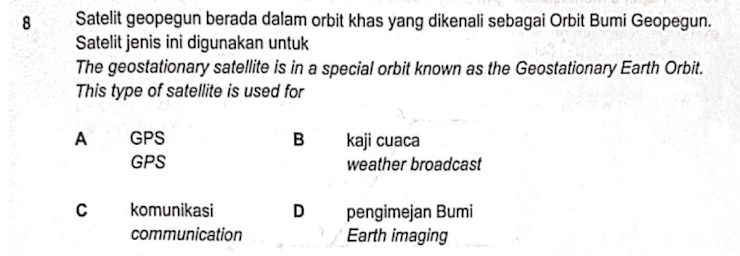 8 Satelit geopegun berada dalam orbit khas yang dikenali sebagai Orbit Bumi Geopegun.
Satelit jenis ini digunakan untuk
The geostationary satellite is in a special orbit known as the Geostationary Earth Orbit.
This type of satellite is used for
A GPS B kaji cuaca
GPS weather broadcast
C komunikasi D pengimejan Bumi
communication Earth imaging